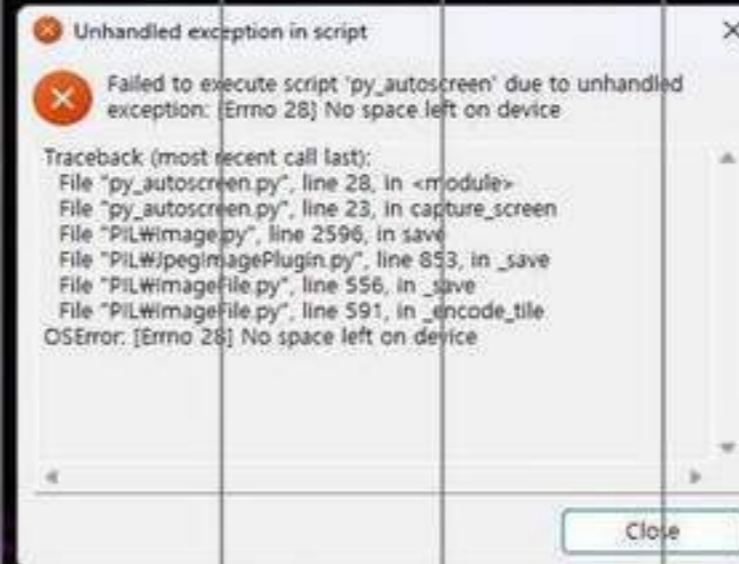 Unhandled exception in script
Failed to execute script 'py_autoscreen' due to unhandled
exception: [Errno 28] No space left on device
Traceback (most recent call last):
File "py_autoscreen.py", line 28, in <module>
File "py_autoscreen.py", line 23, in capture_screen
File "PIL₩Image.py", line 2596, in save
File "PIL₩JpegImagePlugin.py", line 853, in _save
File "PIL₩ImageFile.py", line 556, in _save
File "PIL₩ImageFile.py", line 591, in _encode_tile
OSError: [Errno 28] No space left on device
Close